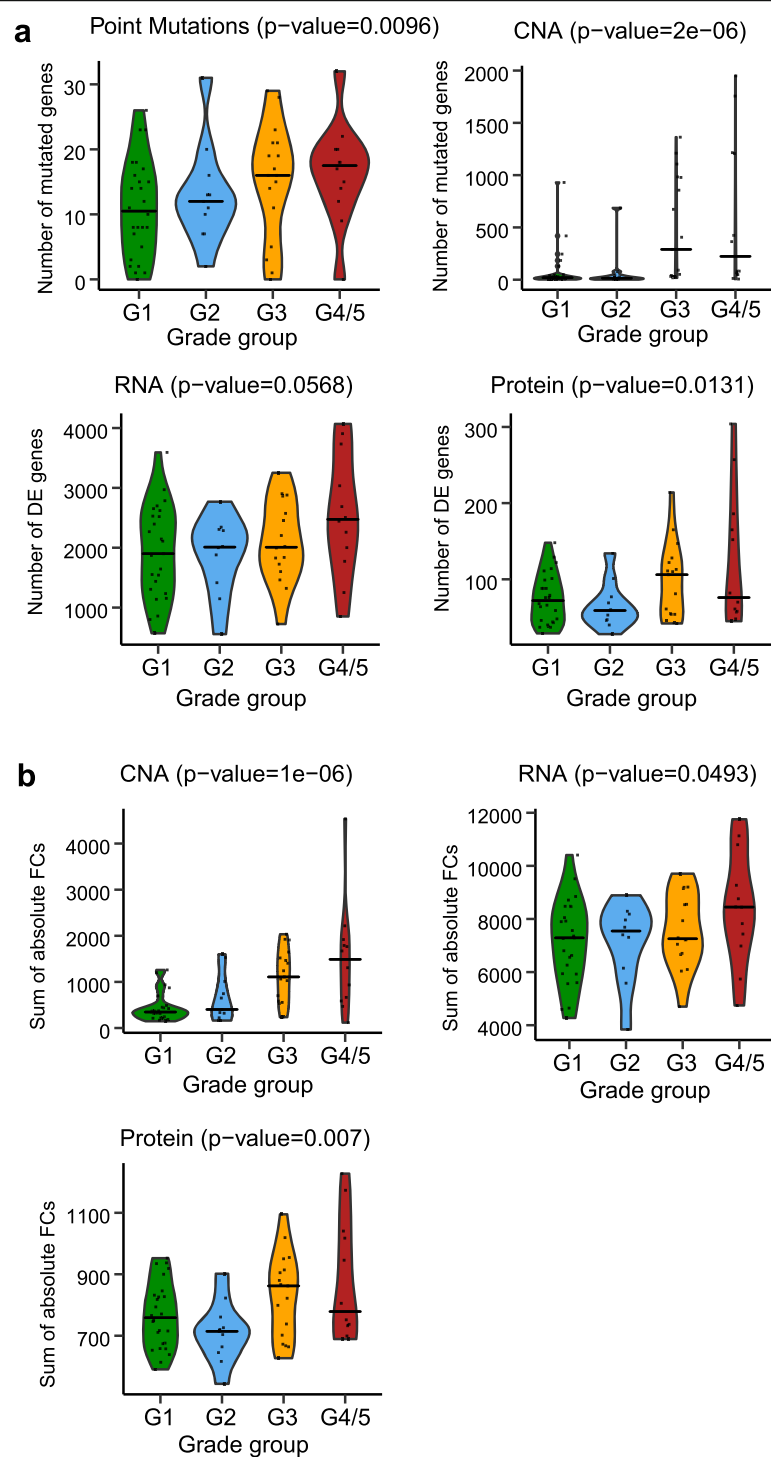 a
Point Mutations (p−value=0.0096)
Number of mutated genes
30
20
10
0
G1 G2 G3 G4/5
Grade group
CNA (p−value=2e−06)
Number of mutated genes
2000
1500
1000
500
0
G1 G2 G3 G4/5
Grade group
RNA (p−value=0.0568)
Number of DE genes
4000
3000
2000
1000
G1 G2 G3 G4/5
Grade group
Protein (p−value=0.0131)
Number of DE genes
300
200
100
G1 G2 G3 G4/5
Grade group
b
CNA (p−value=1e−06)
Sum of absolute FCs
4000
3000
2000
1000
0
G1 G2 G3 G4/5
Grade group
RNA (p−value=0.0493)
Sum of absolute FCs
12000
10000
8000
6000
4000
G1 G2 G3 G4/5
Grade group
Protein (p−value=0.007)
Sum of absolute FCs
1100
900
700
G1 G2 G3 G4/5
Grade group